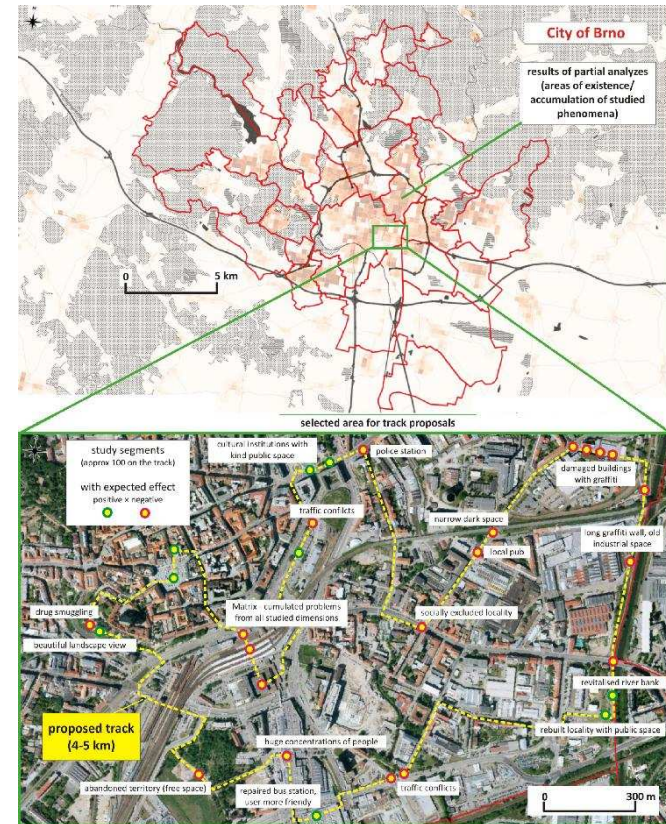 City of Brno
results of partial analyzes
(areas of existence/
accumulation of studied
phenomena)
0
5 km
selected area for track proposals
study segments
(approx 100 on the track)
with expected effect
positive x negative
cultural institutions with
kind public space
police station
damaged buildings
with graffiti
traffic conflicts
narrow dark space
local pub
long graffiti wall, old
industrial space
drug smuggling
beautiful landscape view
Matrix - cumulated problems
from all studied dimensions
socially excluded locality
revitalised river bank
rebuilt locality with public space
proposed track
(4-5 km)
huge concentrations of people
abandoned territory (free space)
repaired bus station,
user more friendly
traffic conflicts
0
300 m